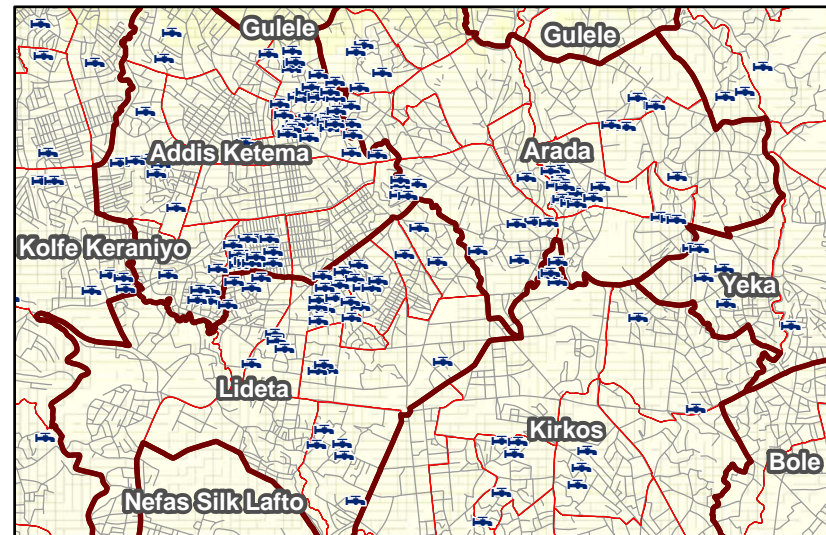 Gulele
Gulele
Addis Ketema
Arada
Kolfe Keraniyo
Yeka
Lideta
Kirkos
Bole
Nefas Silk Lafto